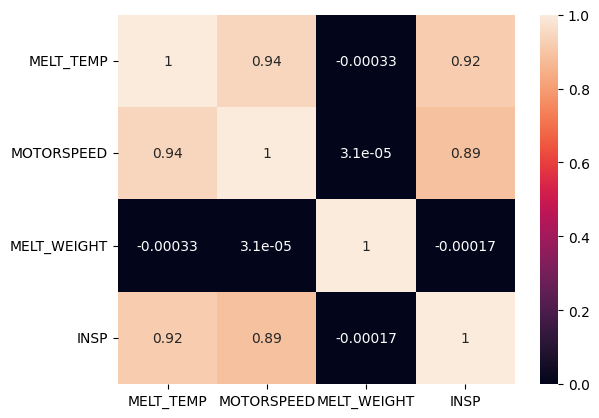 MELT_TEMP 1 0.94 -0.00033 0.92
MOTORSPEED 0.94 1 3.1e-05 0.89
MELT_WEIGHT -0.00033 3.1e-05 1 -0.00017
INSP 0.92 0.89 -0.00017 1
MELT_TEMP MOTORSPEED MELT_WEIGHT INSP
1.0
0.8
0.6
0.4
0.2
0.0